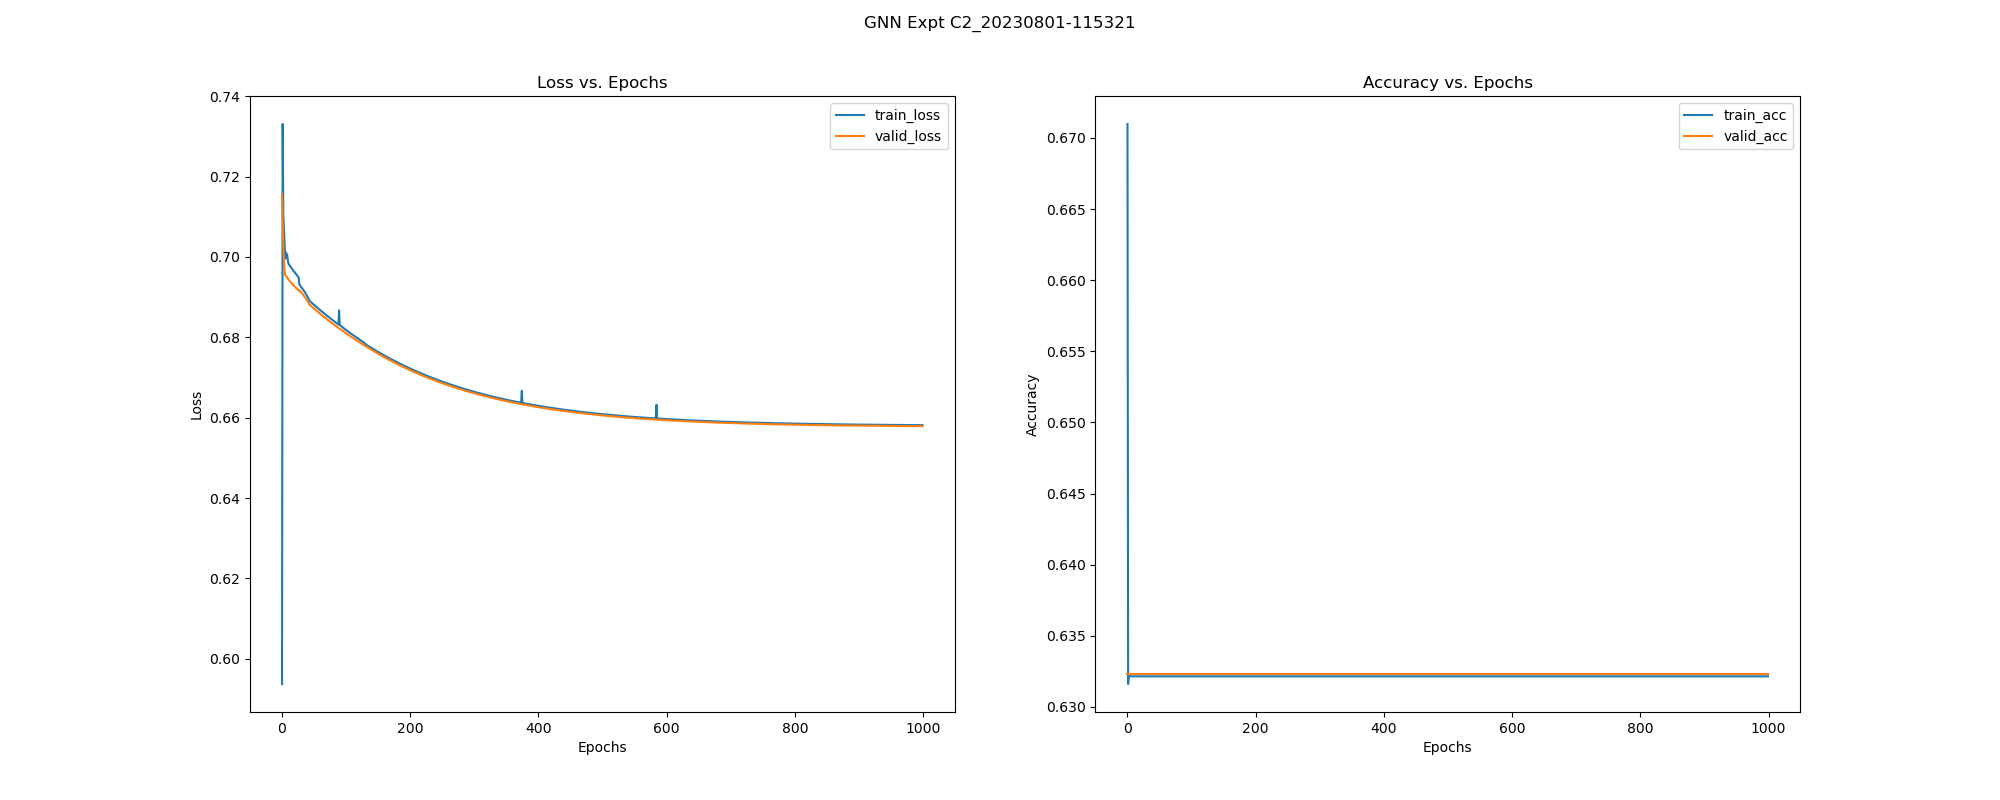 GNN Expt C2_20230801-115321
Loss vs. Epochs
0.74
0.72
0.70
0.68
0.66
0.64
0.62
0.60
Loss
train_loss
valid_loss
0
200
400
600
800
1000
Epochs
Accuracy vs. Epochs
0.670
0.665
0.660
0.655
0.650
0.645
0.640
0.635
0.630
Accuracy
train_acc
valid_acc
0
200
400
600
800
1000
Epochs